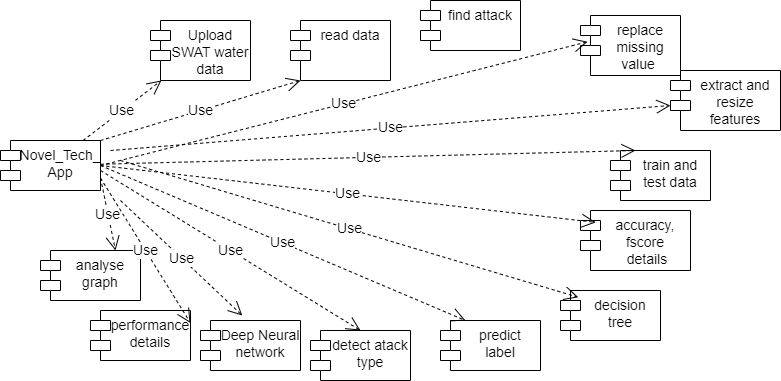 Upload
SWAT water
data
read data
find attack
replace
missing
value
extract and
resize
features
Use
Use
Use
Use
Novel_Tech_
App
Use
train and
test data
Use
Use
accuracy,
fscore
details
Use
Use
Use
Use
Use
Use
analyse
graph
decision
tree
performance
details
Deep Neural
network
detect atack
type
predict
label